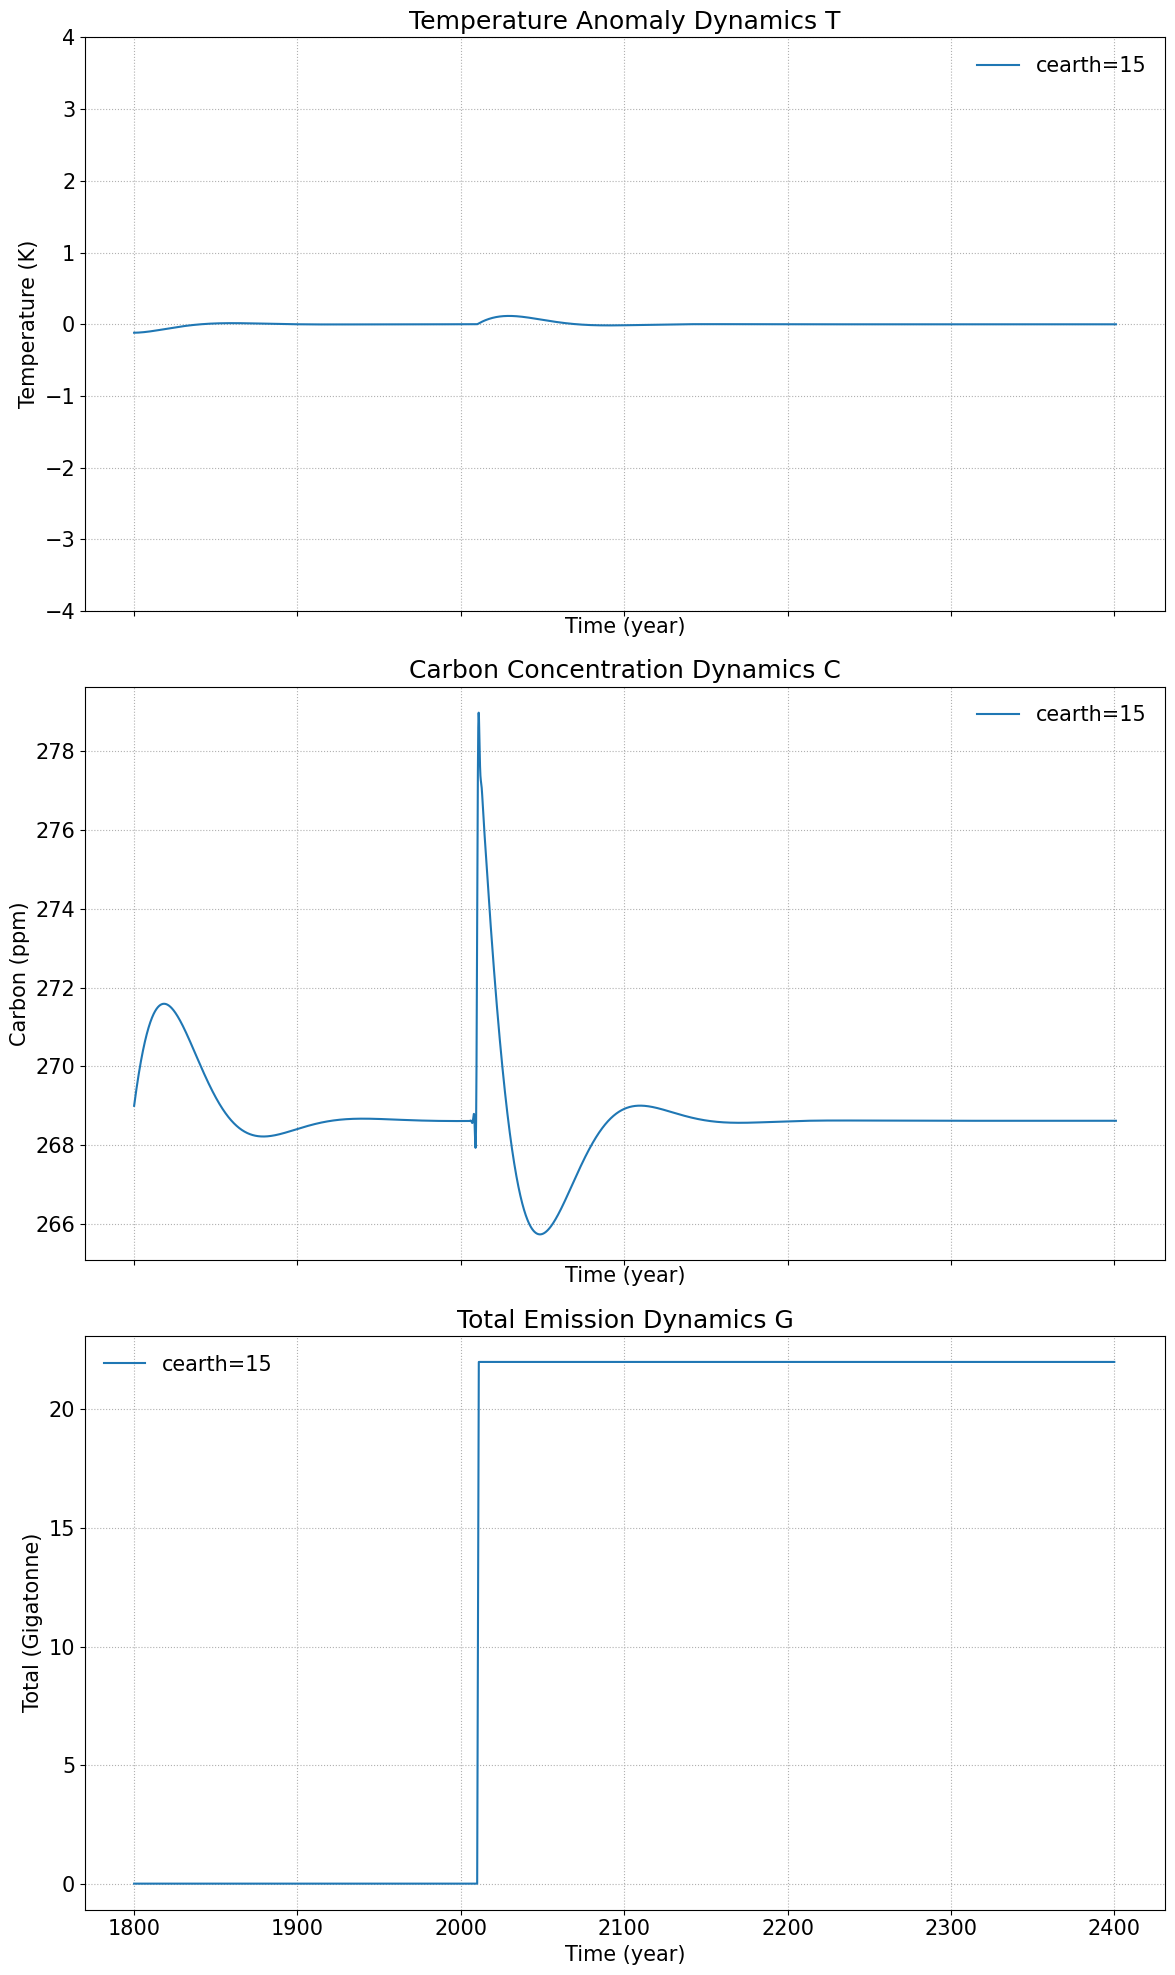 Temperature Anomaly Dynamics T
4
3
2
1
0
−1
−2
−3
−4
Temperature (K)
cearth=15
Time (year)
Carbon Concentration Dynamics C
278
276
274
272
270
268
266
Carbon (ppm)
cearth=15
Time (year)
Total Emission Dynamics G
20
15
10
5
0
Total (Gigatonne)
cearth=15
1800 1900 2000 2100 2200 2300 2400
Time (year)